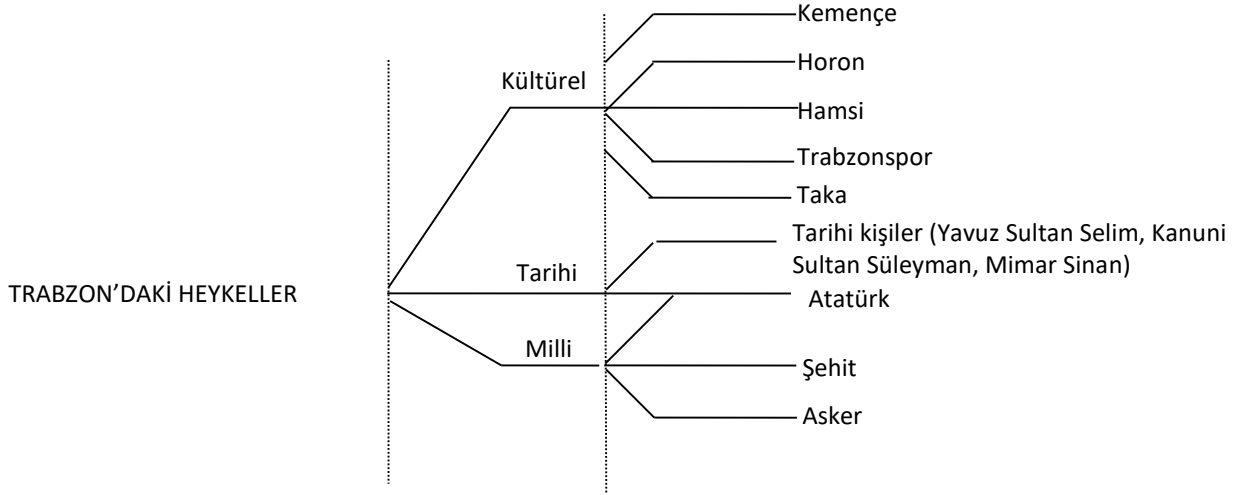 Kemençe
Kültürel
Horon
Hamsi
Trabzonspor
Taka
Tarihi kişiler (Yavuz Sultan Selim, Kanuni
Sultan Süleyman, Mimar Sinan)
Tarihi
TRABZON’DAKİ HEYKELLER
Atatürk
Milli
Şehit
Asker